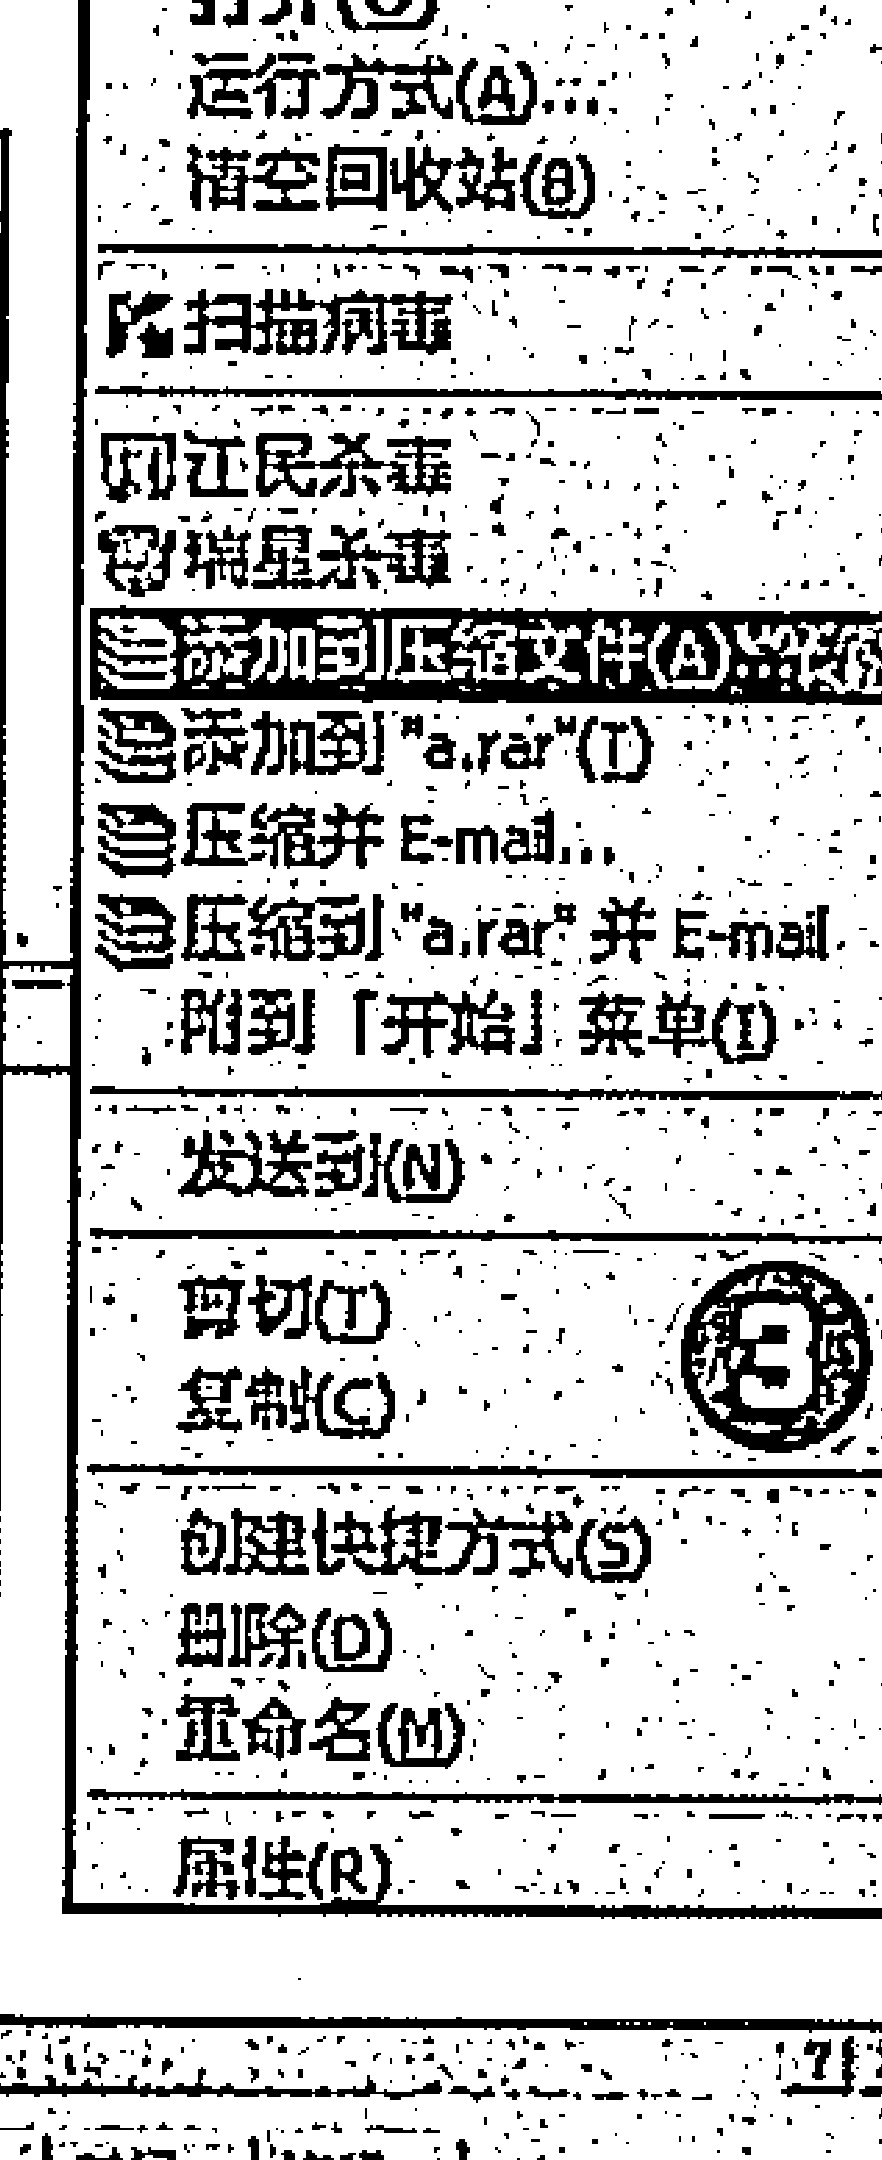 打开(O)
运行方式(A)...
清空回收站(B)
扫描病毒
江民杀毒
瑞星杀毒
添加到压缩文件(A)...
添加到 "a.rar"(T)
压缩并 E-mail...
压缩到 "a.rar" 并 E-mail
附到「开始」菜单(I)
发送到(N)
剪切(T)
复制(C)
创建快捷方式(S)
删除(D)
重命名(M)
属性(R)
7